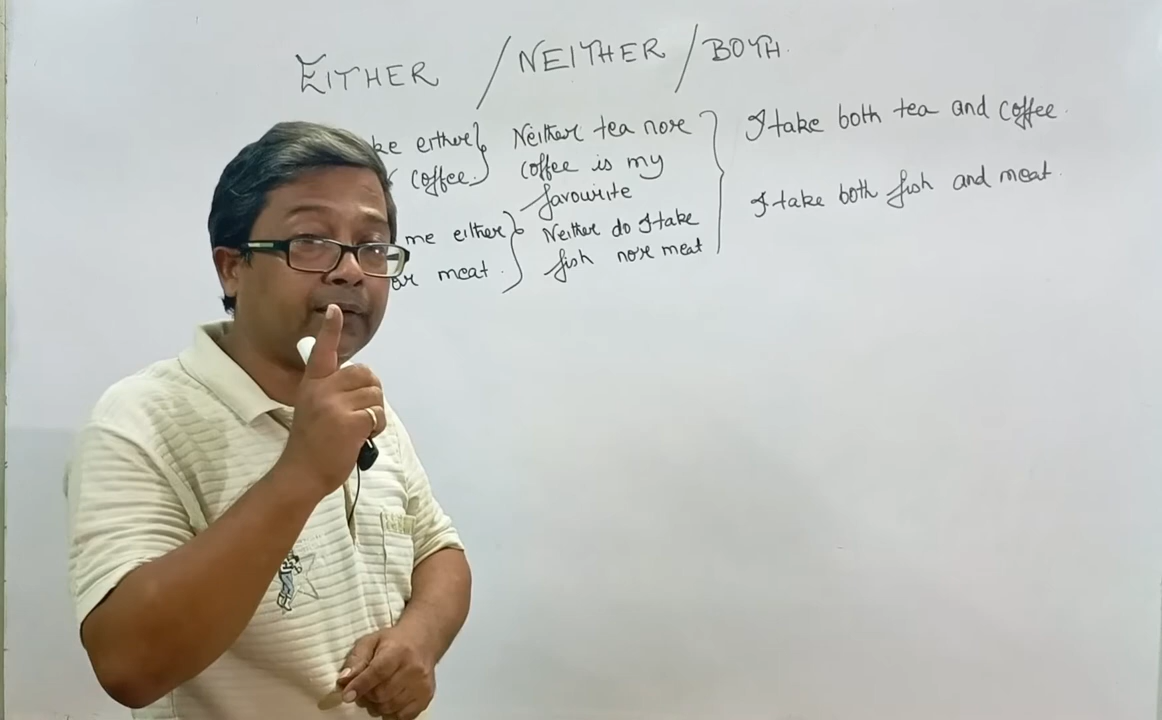 EITHER / NEITHER / BOTH.
ke either
coffee.
me either
or meat.
Neither tea nore
coffee is my
favourite
Neither do I take
fish nore meat
I take both tea and coffee.
I take both fish and meat.